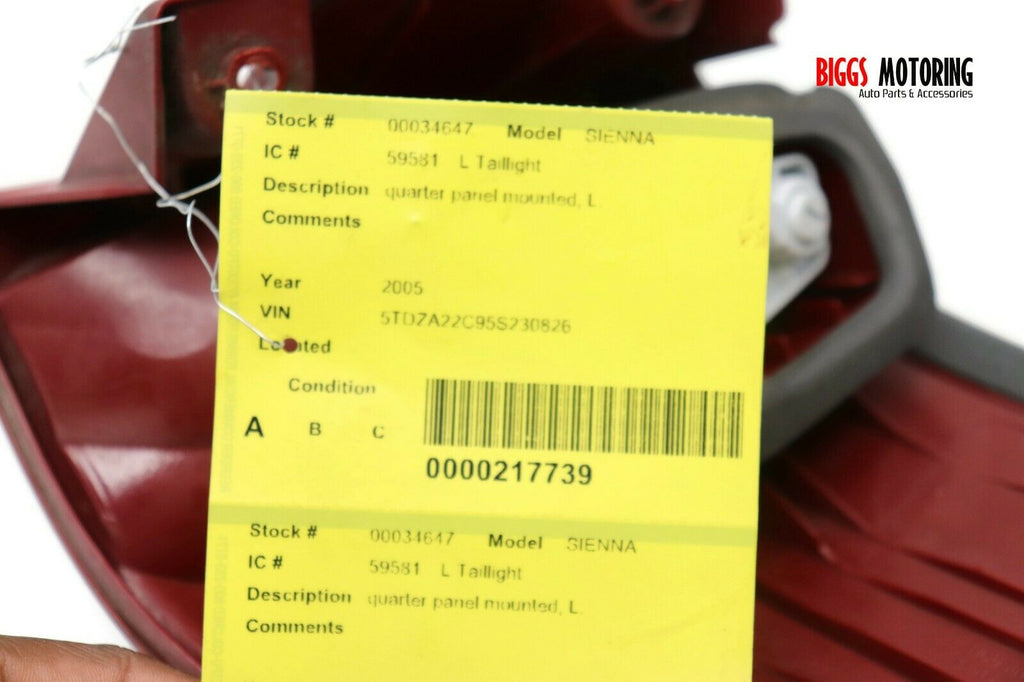 BIGGS MOTORING
Auto Parts & Accessories
Stock # 00034647 Model SIENNA
IC # 59581 L Taillight
Description quarter panel mounted, L.
Comments
Year 2005
VIN 5TDZA22C95S230826
Located
Condition
A B C
0000217739
Stock # 00034647 Model SIENNA
IC # 59581 L Taillight
Description quarter panel mounted, L.
Comments